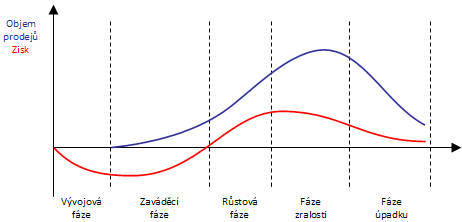 Objem
prodejů
Zisk
Vývojová
fáze
Zaváděcí
fáze
Růstová
fáze
Fáze
zralosti
Fáze
úpadku